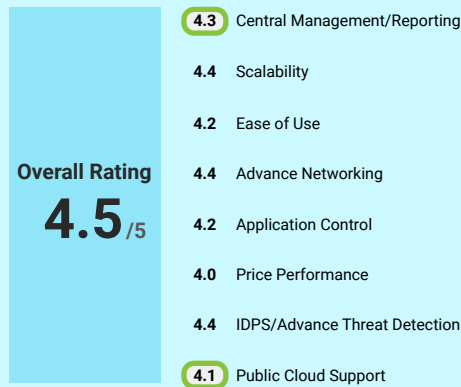 Overall Rating
4.5/5
4.3 Central Management/Reporting
4.4 Scalability
4.2 Ease of Use
4.4 Advance Networking
4.2 Application Control
4.0 Price Performance
4.4 IDPS/Advance Threat Detection
4.1 Public Cloud Support